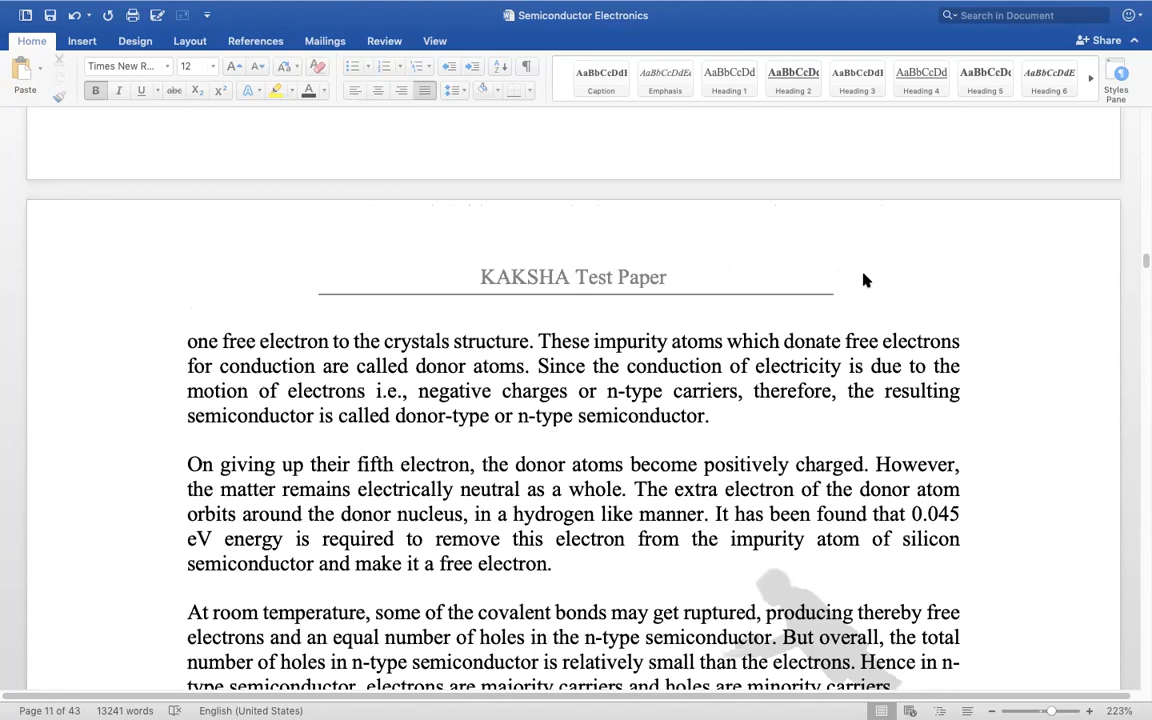 Semiconductor Electronics
Search in Document
Home Insert Design Layout References Mailings Review View
Share
Paste
Times New R... 12
AaBbCcDdI AaBbCcDdEe AaBbCcDd AaBbCcDc AaBbCcDdI AaBbCcDd AaBbCcDc AaBbCcDdE
Caption Emphasis Heading 1 Heading 2 Heading 3 Heading 4 Heading 5 Heading 6
Styles
Pane
KAKSHA Test Paper
one free electron to the crystals structure. These impurity atoms which donate free electrons
for conduction are called donor atoms. Since the conduction of electricity is due to the
motion of electrons i.e., negative charges or n-type carriers, therefore, the resulting
semiconductor is called donor-type or n-type semiconductor.
On giving up their fifth electron, the donor atoms become positively charged. However,
the matter remains electrically neutral as a whole. The extra electron of the donor atom
orbits around the donor nucleus, in a hydrogen like manner. It has been found that 0.045
eV energy is required to remove this electron from the impurity atom of silicon
semiconductor and make it a free electron.
At room temperature, some of the covalent bonds may get ruptured, producing thereby free
electrons and an equal number of holes in the n-type semiconductor. But overall, the total
number of holes in n-type semiconductor is relatively small than the electrons. Hence in n-
type semiconductor, electrons are majority carriers and holes are minority carriers.
Page 11 of 43 13241 words English (United States) 223%